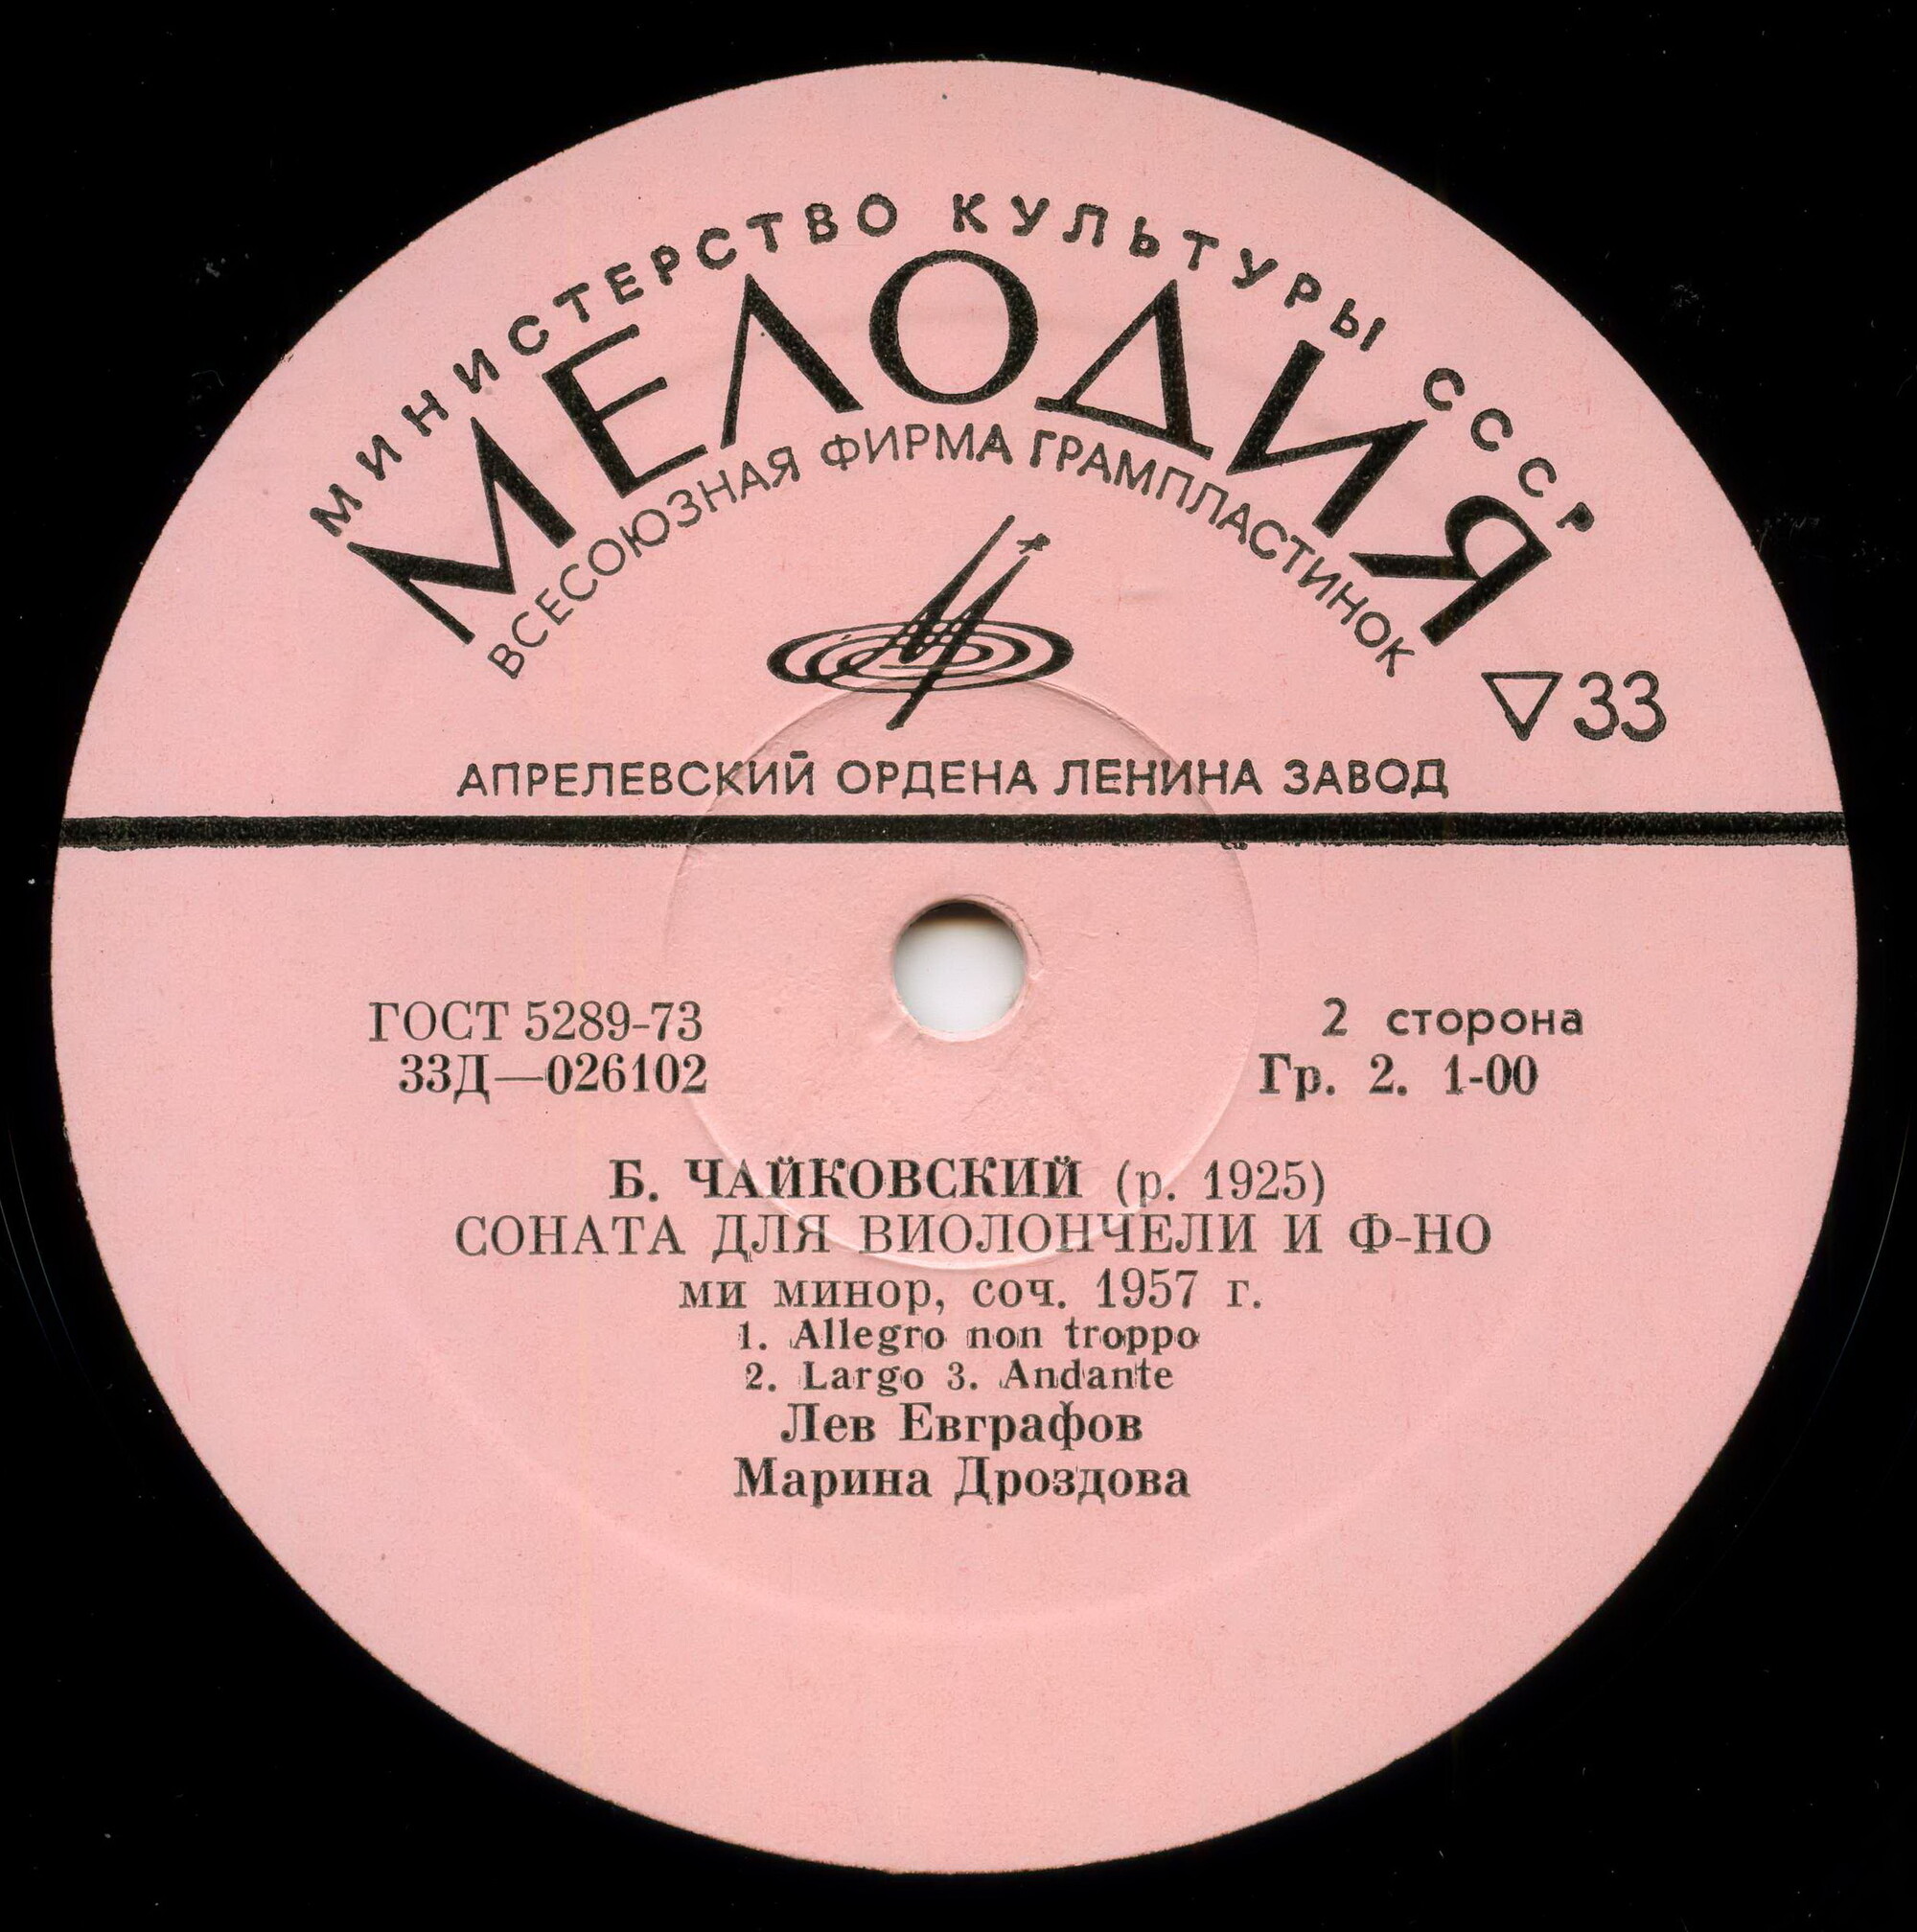 МИНИСТЕРСТВО КУЛЬТУРЫ СССР
МЕЛОДИЯ
ВСЕСОЮЗНАЯ ФИРМА ГРАМПЛАСТИНОК
33
АПРЕЛЕВСКИЙ ОРДЕНА ЛЕНИНА ЗАВОД
ГОСТ 5289-73
2 сторона
33Д—026102
Гр. 2. 1-00
Б. ЧАЙКОВСКИЙ (р. 1925)
СОНАТА ДЛЯ ВИОЛОНЧЕЛИ И Ф-НО
ми минор, соч. 1957 г.
1. Allegro non troppo
2. Largo 3. Andante
Лев Евграфов
Марина Дроздова